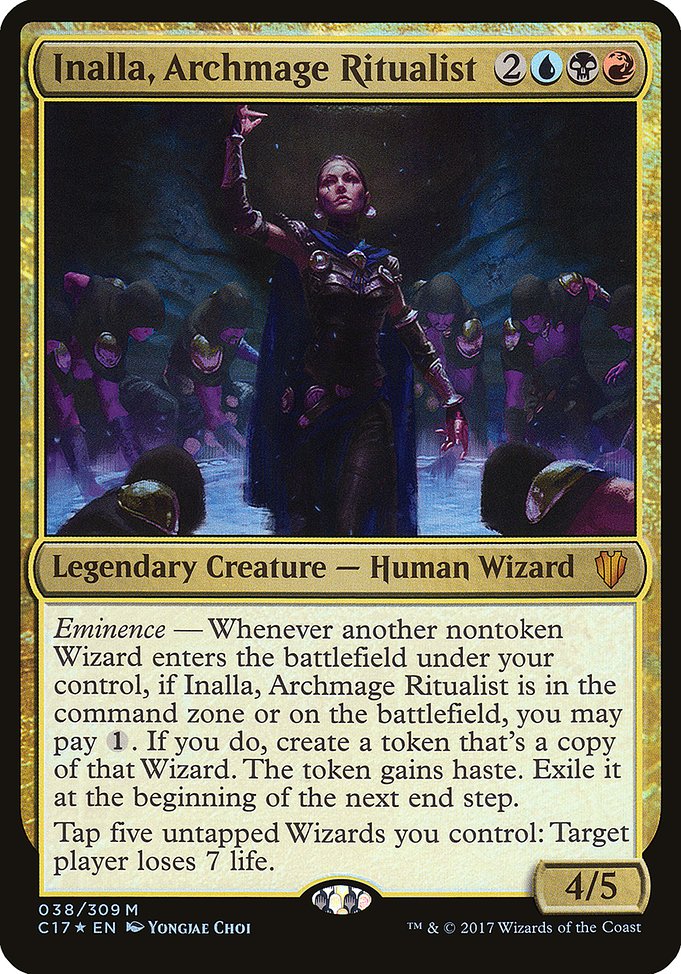 Inalla, Archmage Ritualist 2
Legendary Creature — Human Wizard
Eminence — Whenever another nontoken
Wizard enters the battlefield under your
control, if Inalla, Archmage Ritualist is in the
command zone or on the battlefield, you may
pay 1. If you do, create a token that's a copy
of that Wizard. The token gains haste. Exile it
at the beginning of the next end step.
Tap five untapped Wizards you control: Target
player loses 7 life.
4/5
038/309 M
C17★EN Yongjae Choi
™ & © 2017 Wizards of the Coast